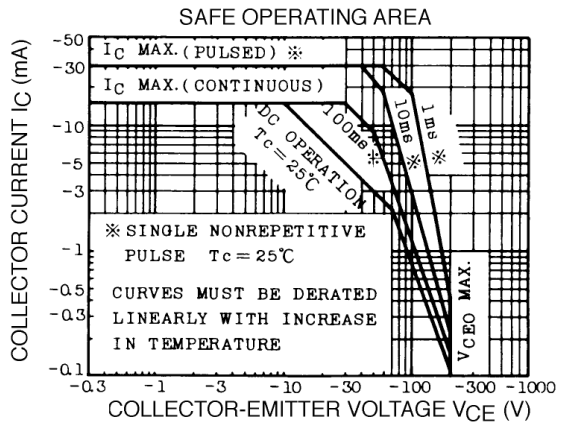 SAFE OPERATING AREA
COLLECTOR CURRENT IC (mA)
-50
-30
-10
-5
-3
-1
-0.5
-0.3
-0.1
IC MAX.(PULSED) ※
IC MAX.(CONTINUOUS)
DC OPERATION
Tc=25℃
100ms※
10ms ※
1ms ※
※SINGLE NONREPETITIVE
PULSE Tc=25℃
CURVES MUST BE DERATED
LINEARLY WITH INCREASE
IN TEMPERATURE
VCEO MAX.
-0.3 -1 -3 -10 -30 -100 -300 -1000
COLLECTOR-EMITTER VOLTAGE VCE (V)